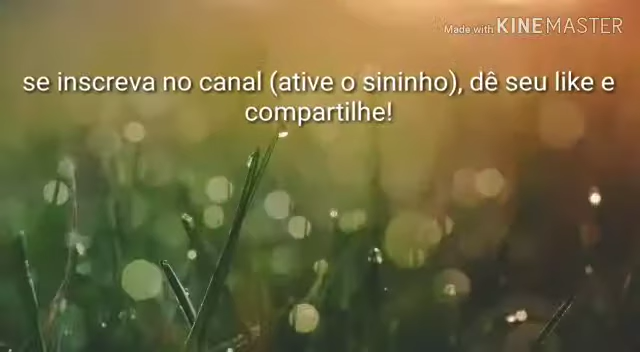 Made with KINEMASTER
se inscreva no canal (ative o sininho), dê seu like e
compartilhe!